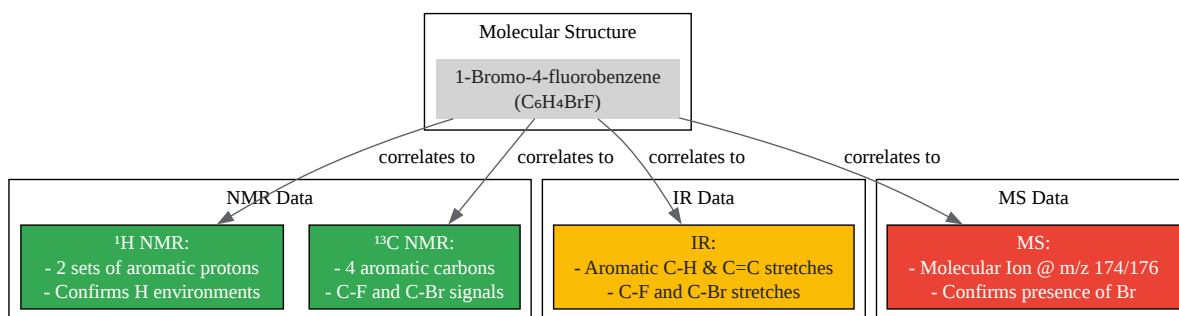 Molecular Structure
1-Bromo-4-fluorobenzene
(C₆H₄BrF)
correlates to
correlates to
correlates to
correlates to
NMR Data
IR Data
MS Data
¹H NMR:
- 2 sets of aromatic protons
- Confirms H environments
¹³C NMR:
- 4 aromatic carbons
- C-F and C-Br signals
IR:
- Aromatic C-H & C=C stretches
- C-F and C-Br stretches
MS:
- Molecular Ion @ m/z 174/176
- Confirms presence of Br